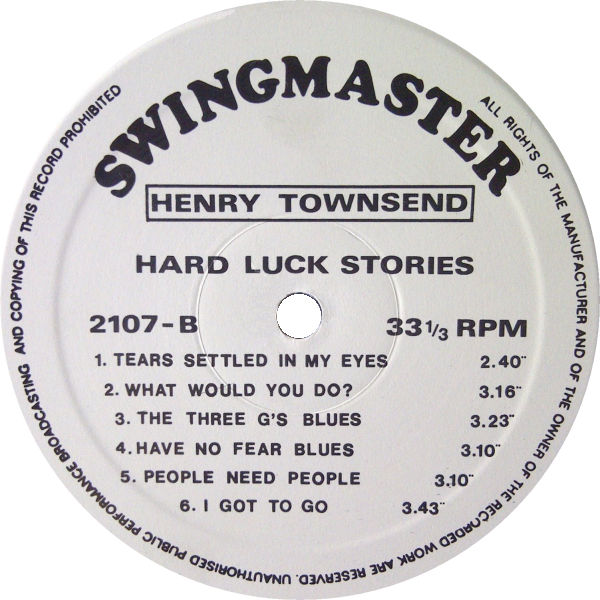 SWINGMASTER
HENRY TOWNSEND
HARD LUCK STORIES
2107-B 33 1/3 RPM
1. TEARS SETTLED IN MY EYES 2.40¨
2. WHAT WOULD YOU DO? 3.16¨
3. THE THREE G'S BLUES 3.23¨
4. HAVE NO FEAR BLUES 3.10¨
5. PEOPLE NEED PEOPLE 3.10¨
6. I GOT TO GO 3.43¨
ALL RIGHTS OF THE MANUFACTURER AND OF THE OWNER OF THE RECORDED WORK ARE RESERVED. UNAUTHORISED PUBLIC PERFORMANCE BROADCASTING AND COPYING OF THIS RECORD PROHIBITED